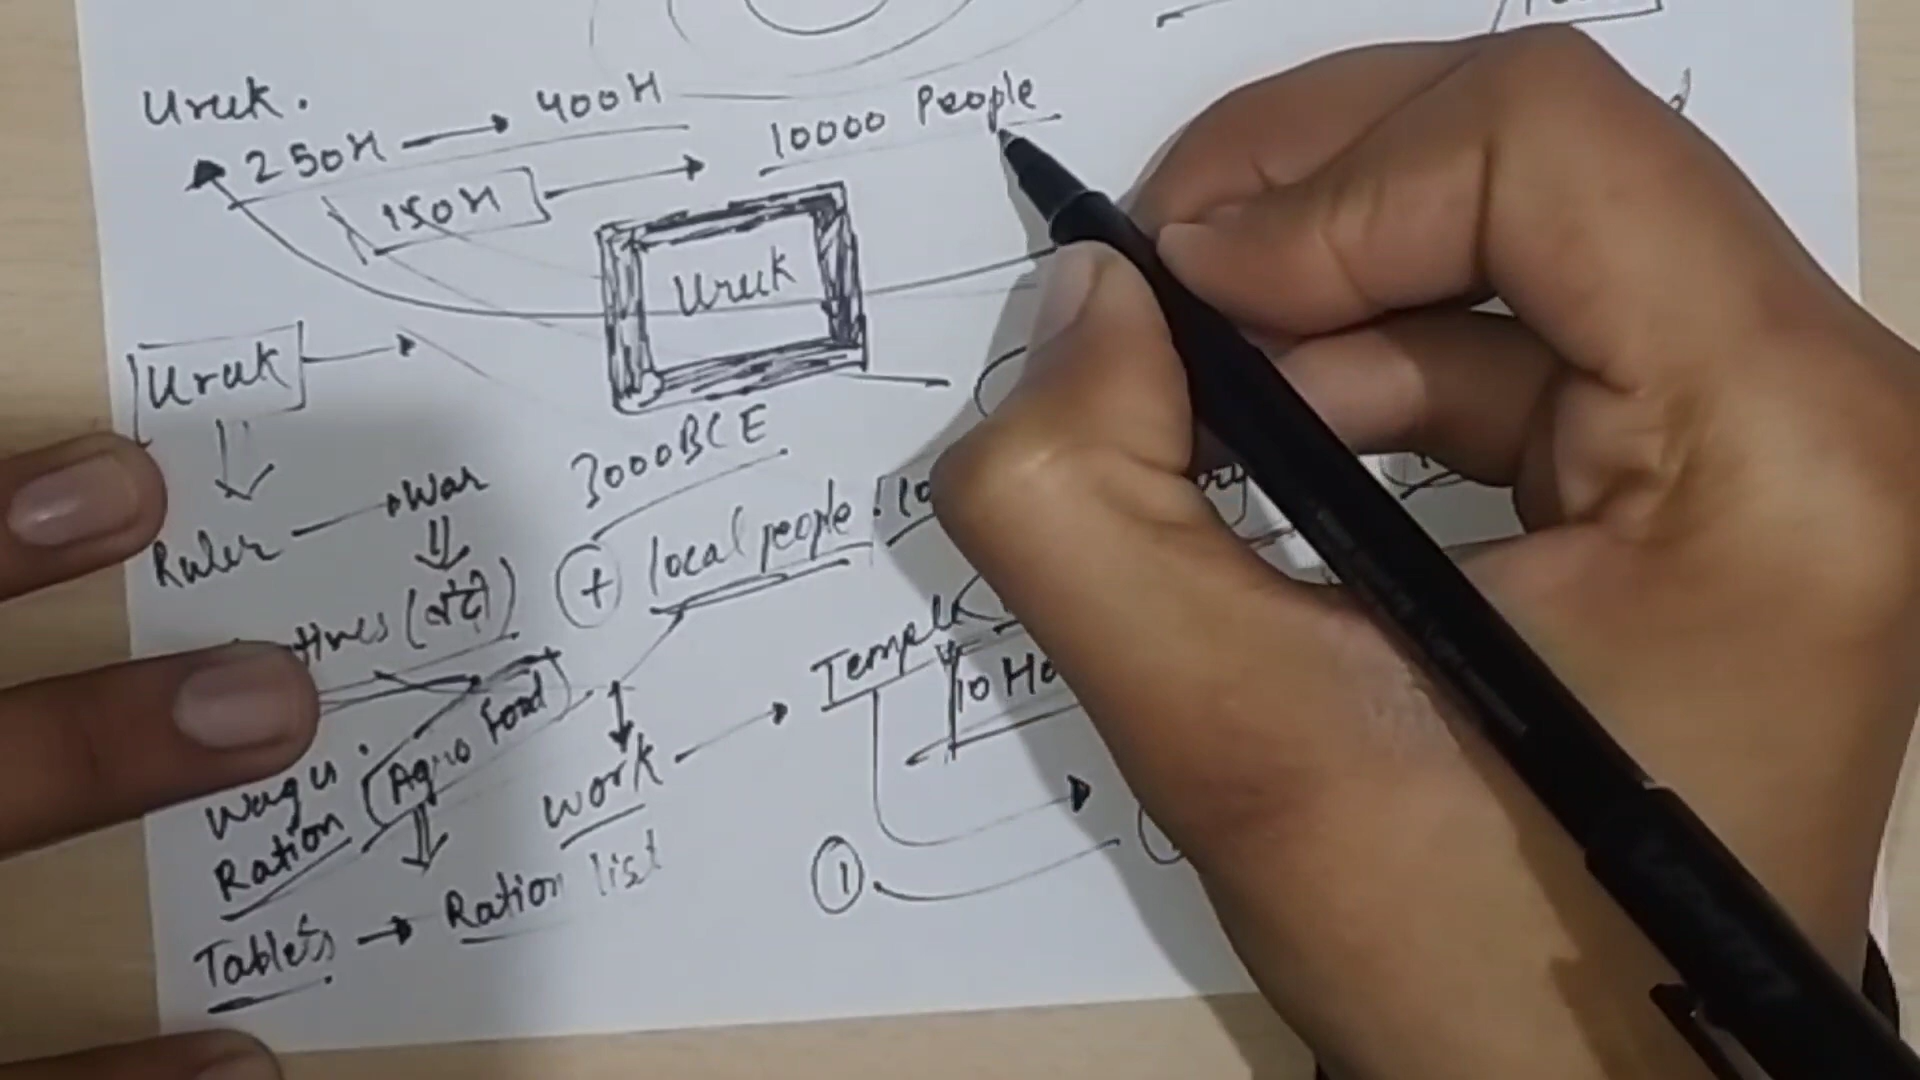 Uruk.
250H → 400H
150H → 10000 People
Uruk
Uruk →
3000BCE
Ruler → War
+ local people
Temple
10 H
Agro Food
Wages
Ration
work →
Tablets → Ration list
1